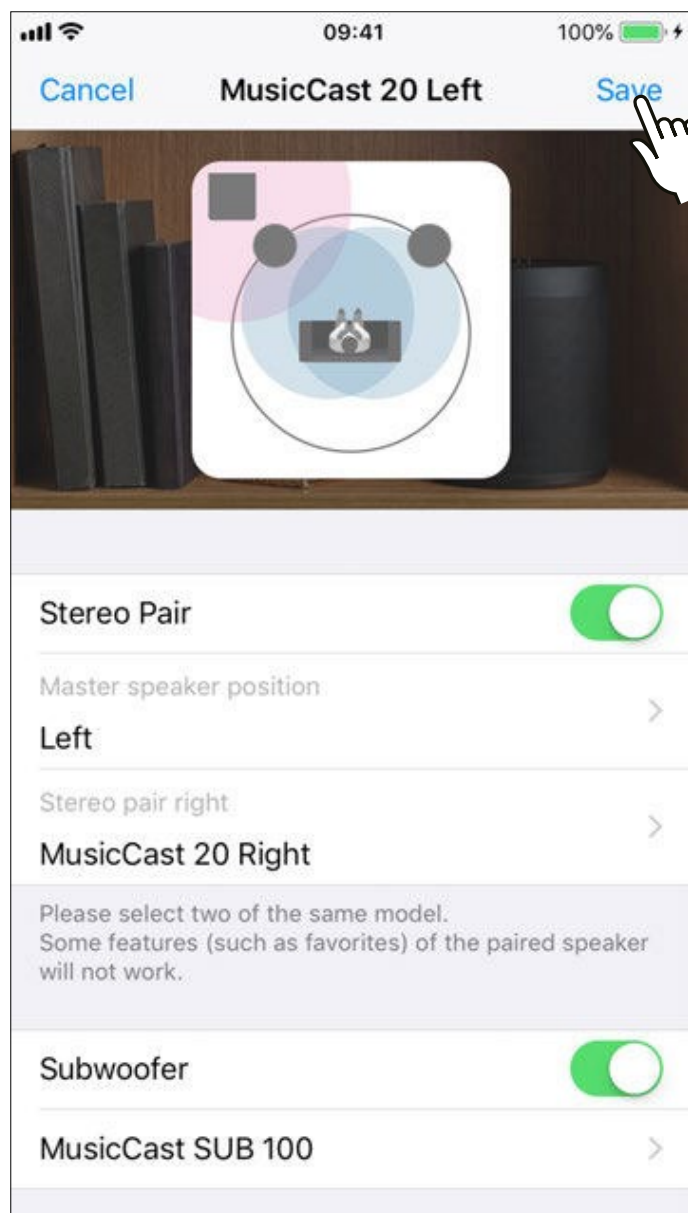 09:41
100%
Cancel
MusicCast 20 Left
Save
Stereo Pair
Master speaker position
Left
Stereo pair right
MusicCast 20 Right
Please select two of the same model.
Some features (such as favorites) of the paired speaker
will not work.
Subwoofer
MusicCast SUB 100